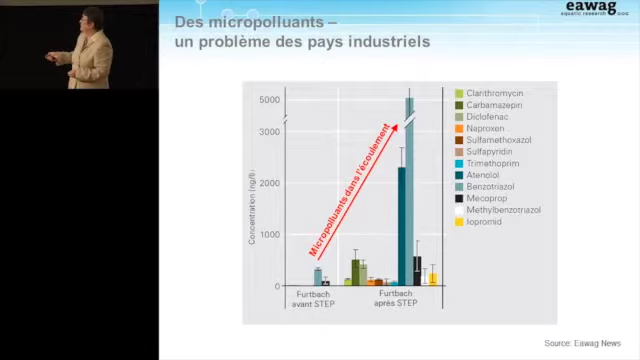 Des micropolluants –
un problème des pays industriels
eawag
aquatic research
5000
3000
2000
1000
0
Concentration (ng/l)
Micropolluants dans l'écoulement
Furtbach
avant STEP
Furtbach
après STEP
Clarithromycin
Carbamazepin
Diclofenac
Naproxen
Sulfamethoxazol
Sulfapyridin
Trimethoprim
Atenolol
Benzotriazol
Mecoprop
Methylbenzotriazol
Iopromid
Source: Eawag News